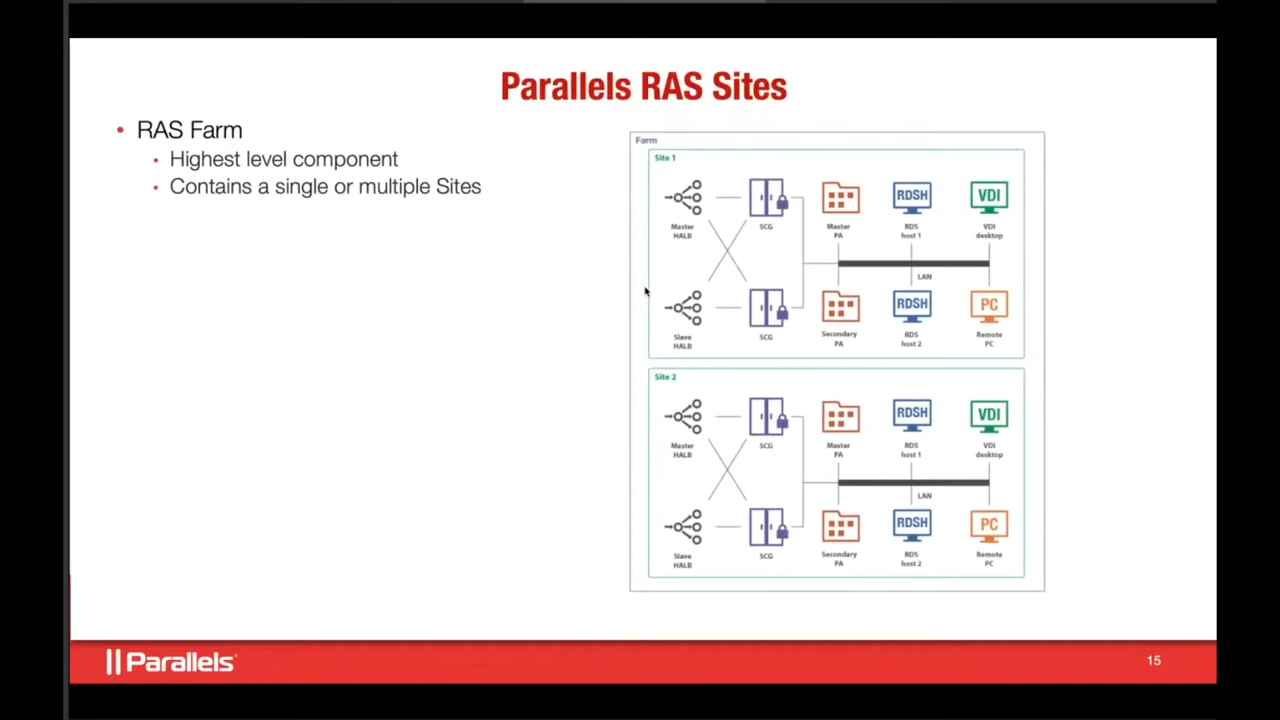 Parallels RAS Sites
• RAS Farm
• Highest level component
• Contains a single or multiple Sites
Farm
Site 1
RDSH
VDI
Master
HALB
SCG
Master
PA
RDS
host 1
VDI
desktop
LAN
RDSH
PC
Slave
HALB
SCG
Secondary
PA
RDS
host 2
Remote
PC
Site 2
RDSH
VDI
Master
HALB
SCG
Master
PA
RDS
host 1
VDI
desktop
LAN
RDSH
PC
Slave
HALB
SCG
Secondary
PA
RDS
host 2
Remote
PC
Parallels®
15